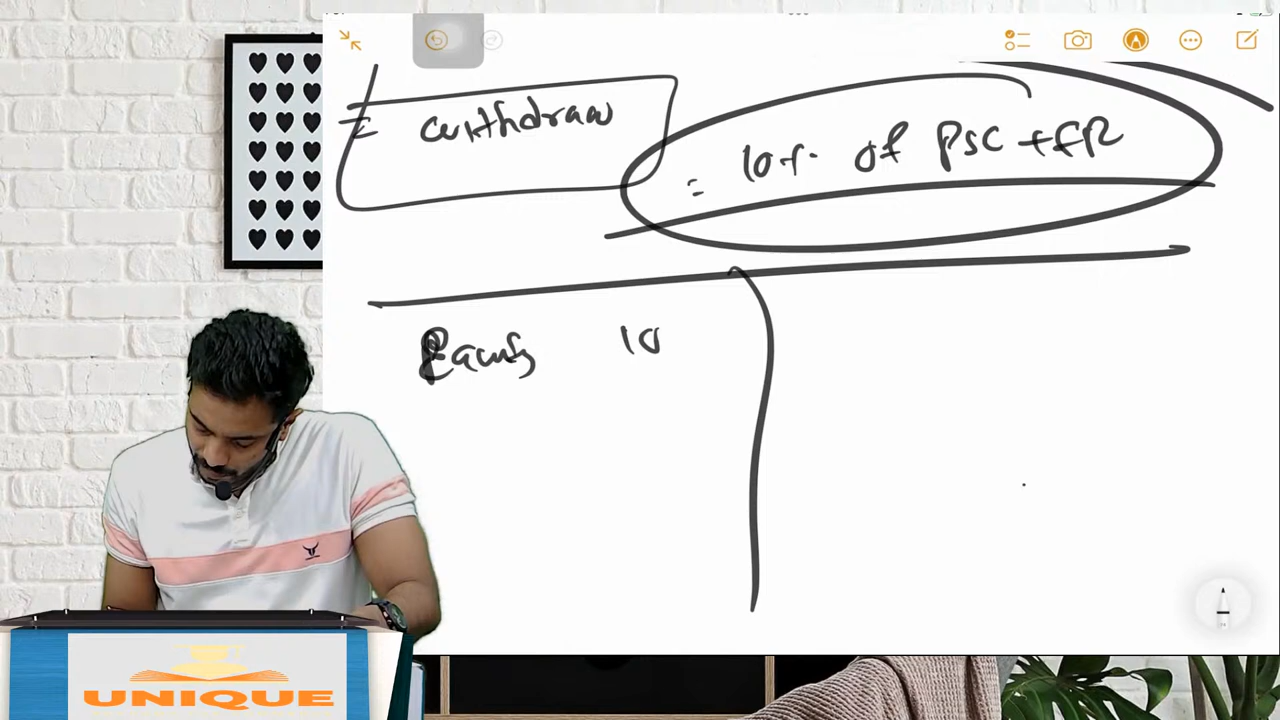 = withdraw
= 10% of PSC + FR
Equity 10
UNIQUE